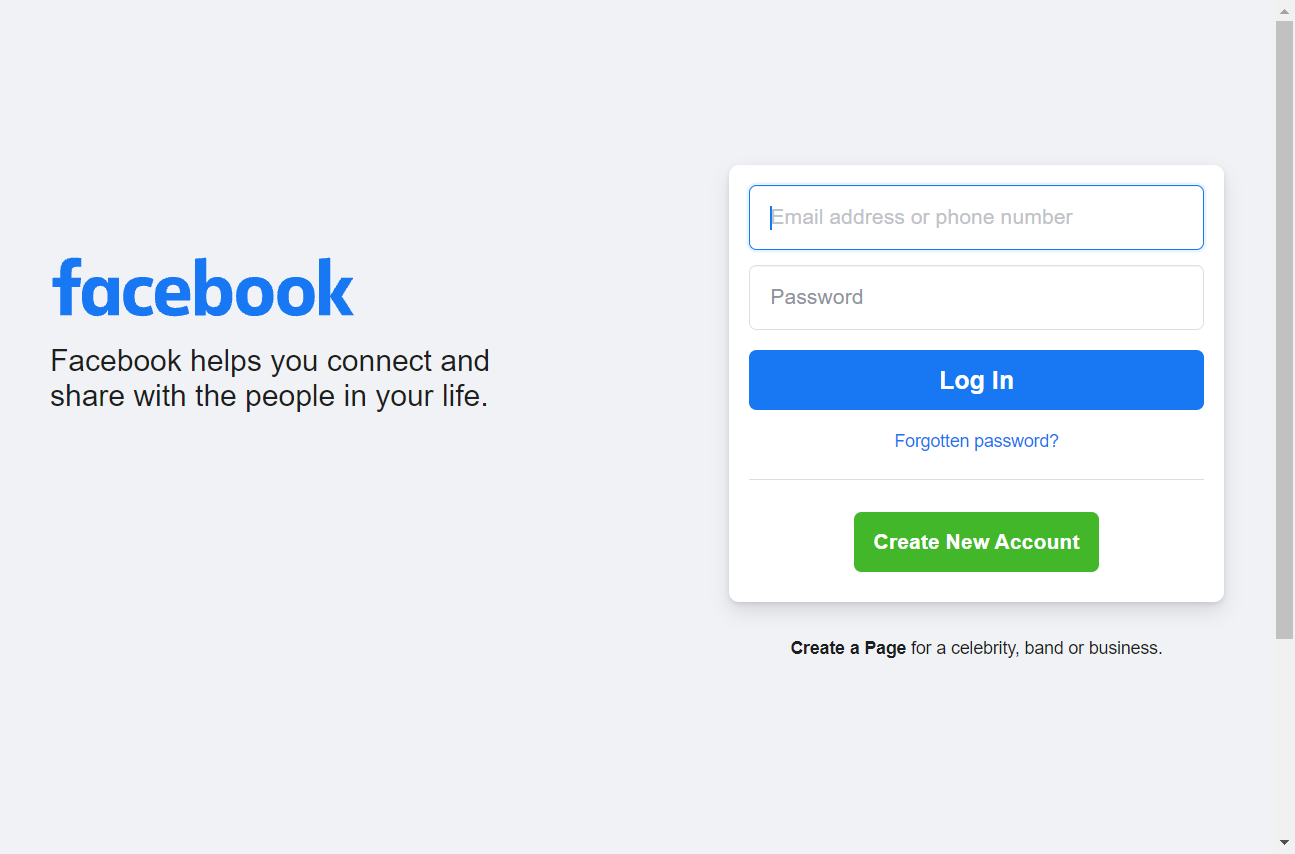 facebook
Facebook helps you connect and
share with the people in your life.
Email address or phone number
Password
Log In
Forgotten password?
Create New Account
Create a Page for a celebrity, band or business.